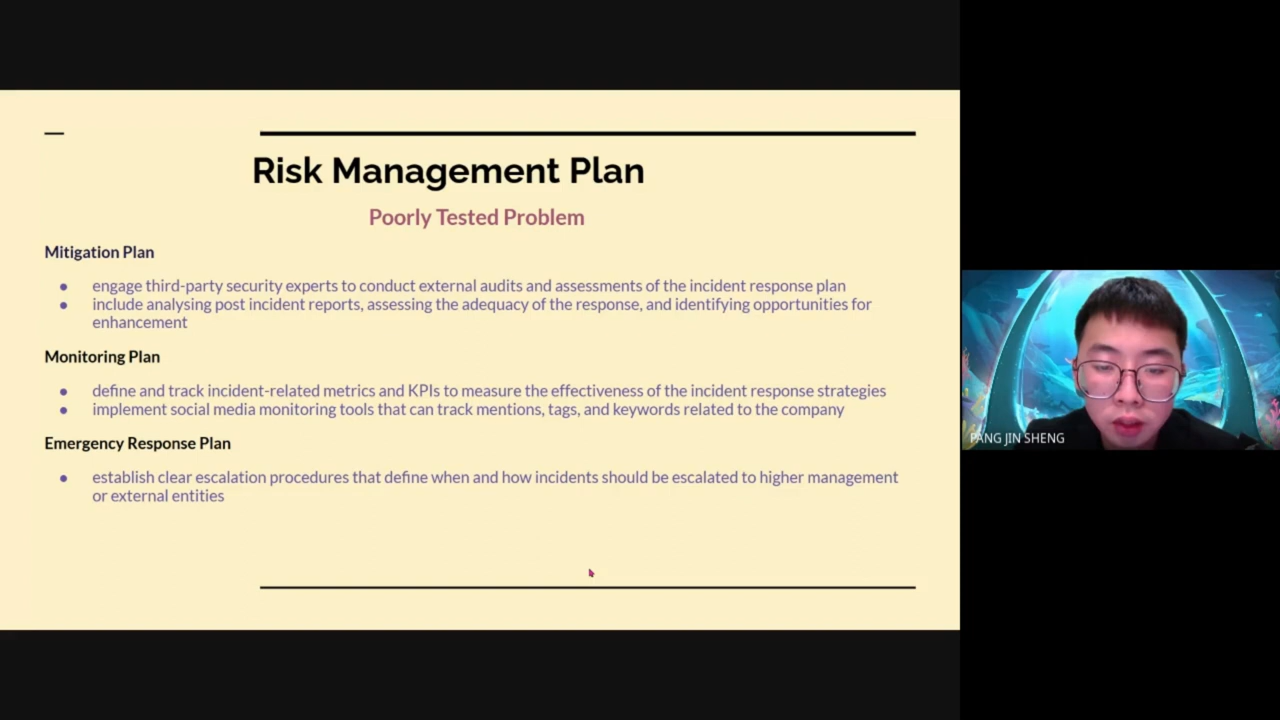 Risk Management Plan
Poorly Tested Problem
Mitigation Plan
● engage third-party security experts to conduct external audits and assessments of the incident response plan
● include analysing post incident reports, assessing the adequacy of the response, and identifying opportunities for
enhancement
Monitoring Plan
● define and track incident-related metrics and KPIs to measure the effectiveness of the incident response strategies
● implement social media monitoring tools that can track mentions, tags, and keywords related to the company
Emergency Response Plan
● establish clear escalation procedures that define when and how incidents should be escalated to higher management
or external entities
PANG JIN SHENG